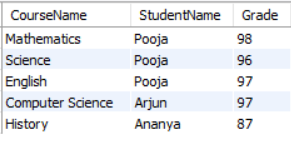 CourseName StudentName Grade
Mathematics Pooja 98
Science Pooja 96
English Pooja 97
Computer Science Arjun 97
History Ananya 87